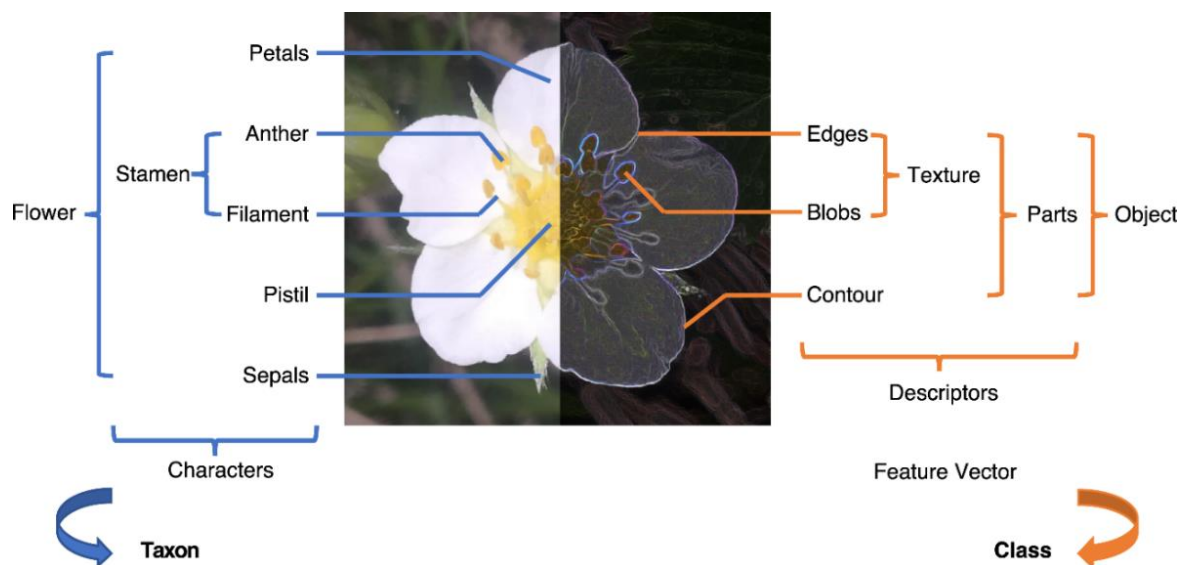 Petals
Anther
Stamen
Filament
Flower
Pistil
Sepals
Characters
Taxon
Edges
Texture
Blobs
Parts
Object
Contour
Descriptors
Feature Vector
Class